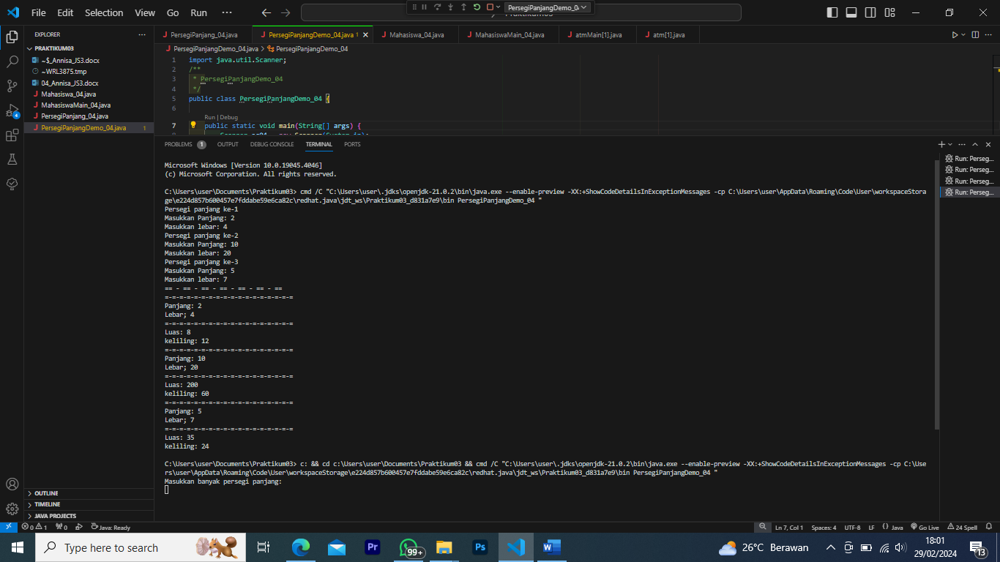 File Edit Selection View Go Run ···
PersegiPanjangDemo_04
Praktikum03
EXPLORER ···
PersegiPanjang_04.java PersegiPanjangDemo_04.java 1 Mahasiswa_04.java MahasiswaMain_04.java atmMain[1].java atm[1].java
PRAKTIKUM03
~$_Annisa_JS3.docx
~WRL3875.tmp
04_Annisa_JS3.docx
Mahasiswa_04.java
MahasiswaMain_04.java
PersegiPanjang_04.java
PersegiPanjangDemo_04.java 1
4
PersegiPanjangDemo_04.java > PersegiPanjangDemo_04
1 import java.util.Scanner;
2 /**
3 * PersegiPanjangDemo_04
4 */
5 public class PersegiPanjangDemo_04 {
6
Run | Debug
7 public static void main(String[] args) {
PROBLEMS 1 OUTPUT DEBUG CONSOLE TERMINAL PORTS
Microsoft Windows [Version 10.0.19045.4046]
(c) Microsoft Corporation. All rights reserved.
C:\Users\user\Documents\Praktikum03> cmd /C "C:\Users\user\.jdks\openjdk-21.0.2\bin\java.exe --enable-preview -XX:+ShowCodeDetailsInExceptionMessages -cp C:\Users\user\AppData\Roaming\Code\User\workspaceStora
ge\e224d857b600457e7fddabe59e6ca82c\redhat.java\jdt_ws\Praktikum03_d831a7e9\bin PersegiPanjangDemo_04 "
Persegi panjang ke-1
Masukkan Panjang: 2
Masukkan lebar: 4
Persegi panjang ke-2
Masukkan Panjang: 10
Masukkan lebar: 20
Persegi panjang ke-3
Masukkan Panjang: 5
Masukkan lebar: 7
== - == - == - == - == - == - ==
=-=-=-=-=-=-=-=-=-=-=-=-=-=-=-=-=-=
Panjang: 2
Lebar; 4
=-=-=-=-=-=-=-=-=-=-=-=-=-=-=-=-=-=
Luas: 8
keliling: 12
=-=-=-=-=-=-=-=-=-=-=-=-=-=-=-=-=-=
Panjang: 10
Lebar; 20
=-=-=-=-=-=-=-=-=-=-=-=-=-=-=-=-=-=
Luas: 200
keliling: 60
=-=-=-=-=-=-=-=-=-=-=-=-=-=-=-=-=-=
Panjang: 5
Lebar; 7
=-=-=-=-=-=-=-=-=-=-=-=-=-=-=-=-=-=
Luas: 35
keliling: 24
C:\Users\user\Documents\Praktikum03> c: && cd c:\Users\user\Documents\Praktikum03 && cmd /C "C:\Users\user\.jdks\openjdk-21.0.2\bin\java.exe --enable-preview -XX:+ShowCodeDetailsInExceptionMessages -cp C:\Use
rs\user\AppData\Roaming\Code\User\workspaceStorage\e224d857b600457e7fddabe59e6ca82c\redhat.java\jdt_ws\Praktikum03_d831a7e9\bin PersegiPanjangDemo_04 "
Masukkan banyak persegi panjang:
Run: Perseg...
Run: Perseg...
Run: Perseg...
Run: Perseg...
OUTLINE
TIMELINE
JAVA PROJECTS
0 1 0 Java: Ready Ln 7, Col 1 Spaces: 4 UTF-8 LF {} Java Go Live 24 Spell
Type here to search
Pr 99+ Ps 26°C Berawan
18:01
29/02/2024
13